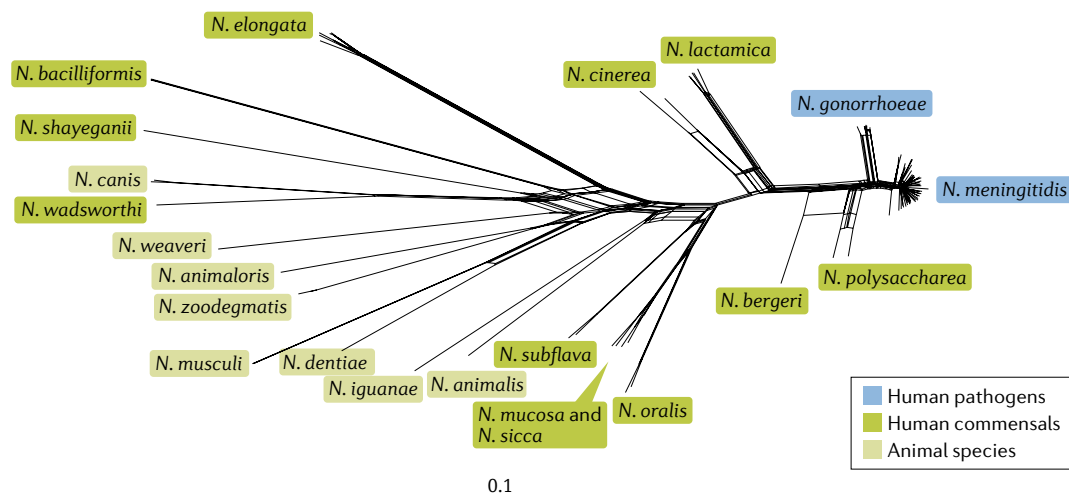 N. elongata
N. lactamica
N. cinerea
N. bacilliformis
N. gonorrhoeae
N. shayeganii
N. canis
N. meningitidis
N. wadsworthi
N. weaveri
N. animaloris
N. polysaccharea
N. zoodegmatis
N. bergeri
N. subflava
N. musculi
N. dentiae
N. iguanae
N. animalis
N. mucosa and
N. sicca
N. oralis
Human pathogens
Human commensals
Animal species
0.1